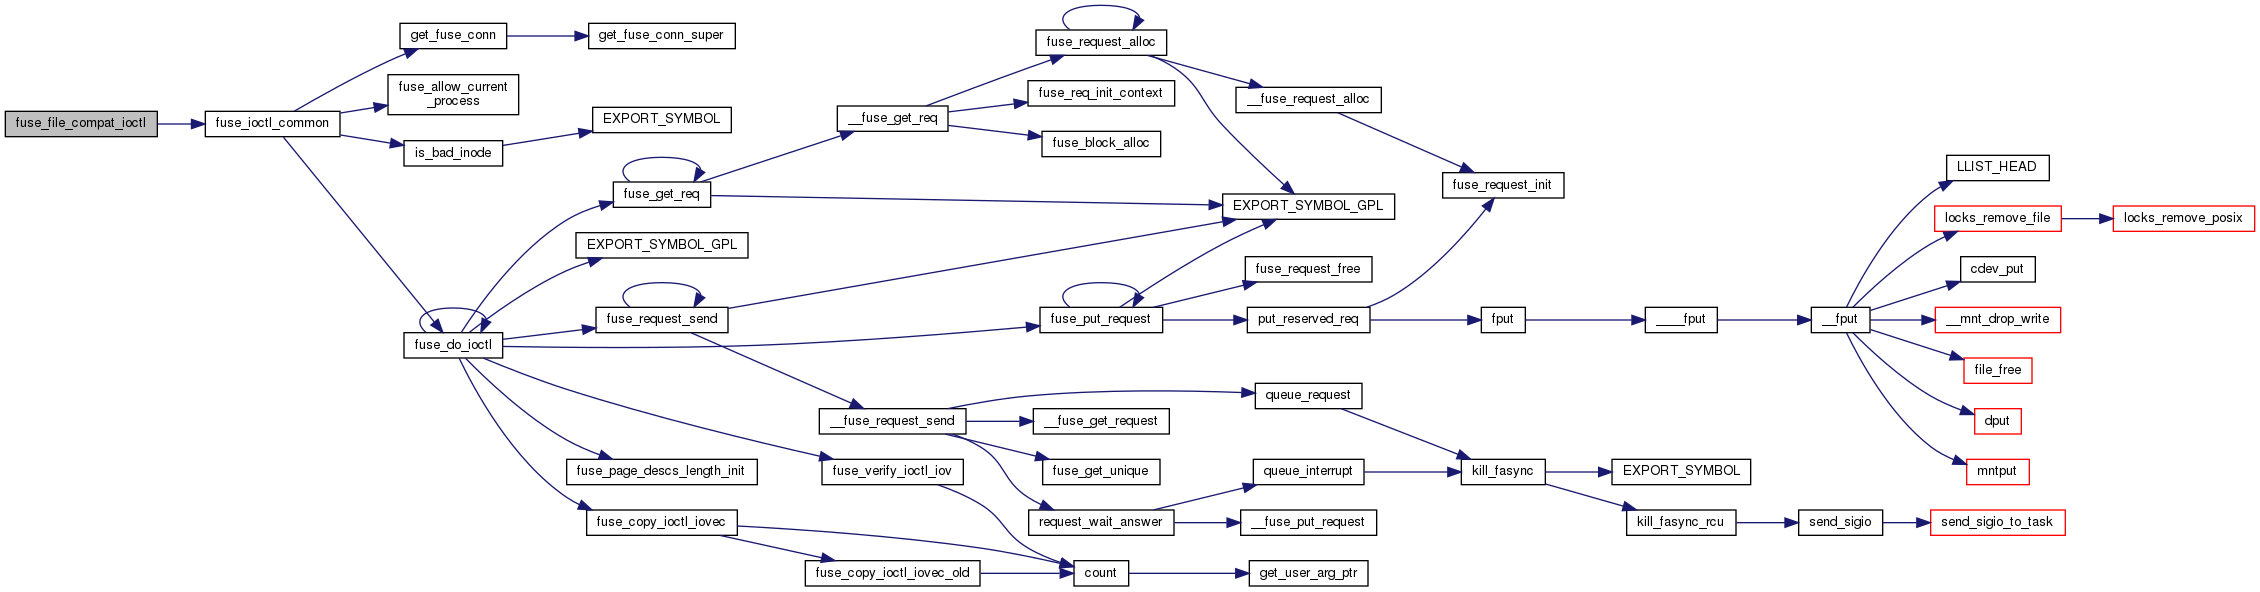 fuse_file_compat_ioctl
fuse_ioctl_common
get_fuse_conn
get_fuse_conn_super
fuse_allow_current
_process
is_bad_inode
EXPORT_SYMBOL
fuse_do_ioctl
fuse_get_req
EXPORT_SYMBOL_GPL
fuse_request_send
fuse_page_descs_length_init
fuse_copy_ioctl_iovec
__fuse_get_req
__fuse_request_send
fuse_verify_ioctl_iov
fuse_copy_ioctl_iovec_old
fuse_request_alloc
fuse_req_init_context
fuse_block_alloc
fuse_put_request
__fuse_get_request
fuse_get_unique
request_wait_answer
count
__fuse_request_alloc
EXPORT_SYMBOL_GPL
fuse_request_free
put_reserved_req
queue_request
queue_interrupt
__fuse_put_request
get_user_arg_ptr
fuse_request_init
fput
kill_fasync
____fput
EXPORT_SYMBOL
kill_fasync_rcu
__fput
send_sigio
LLIST_HEAD
locks_remove_file
cdev_put
__mnt_drop_write
file_free
dput
mntput
send_sigio_to_task
locks_remove_posix